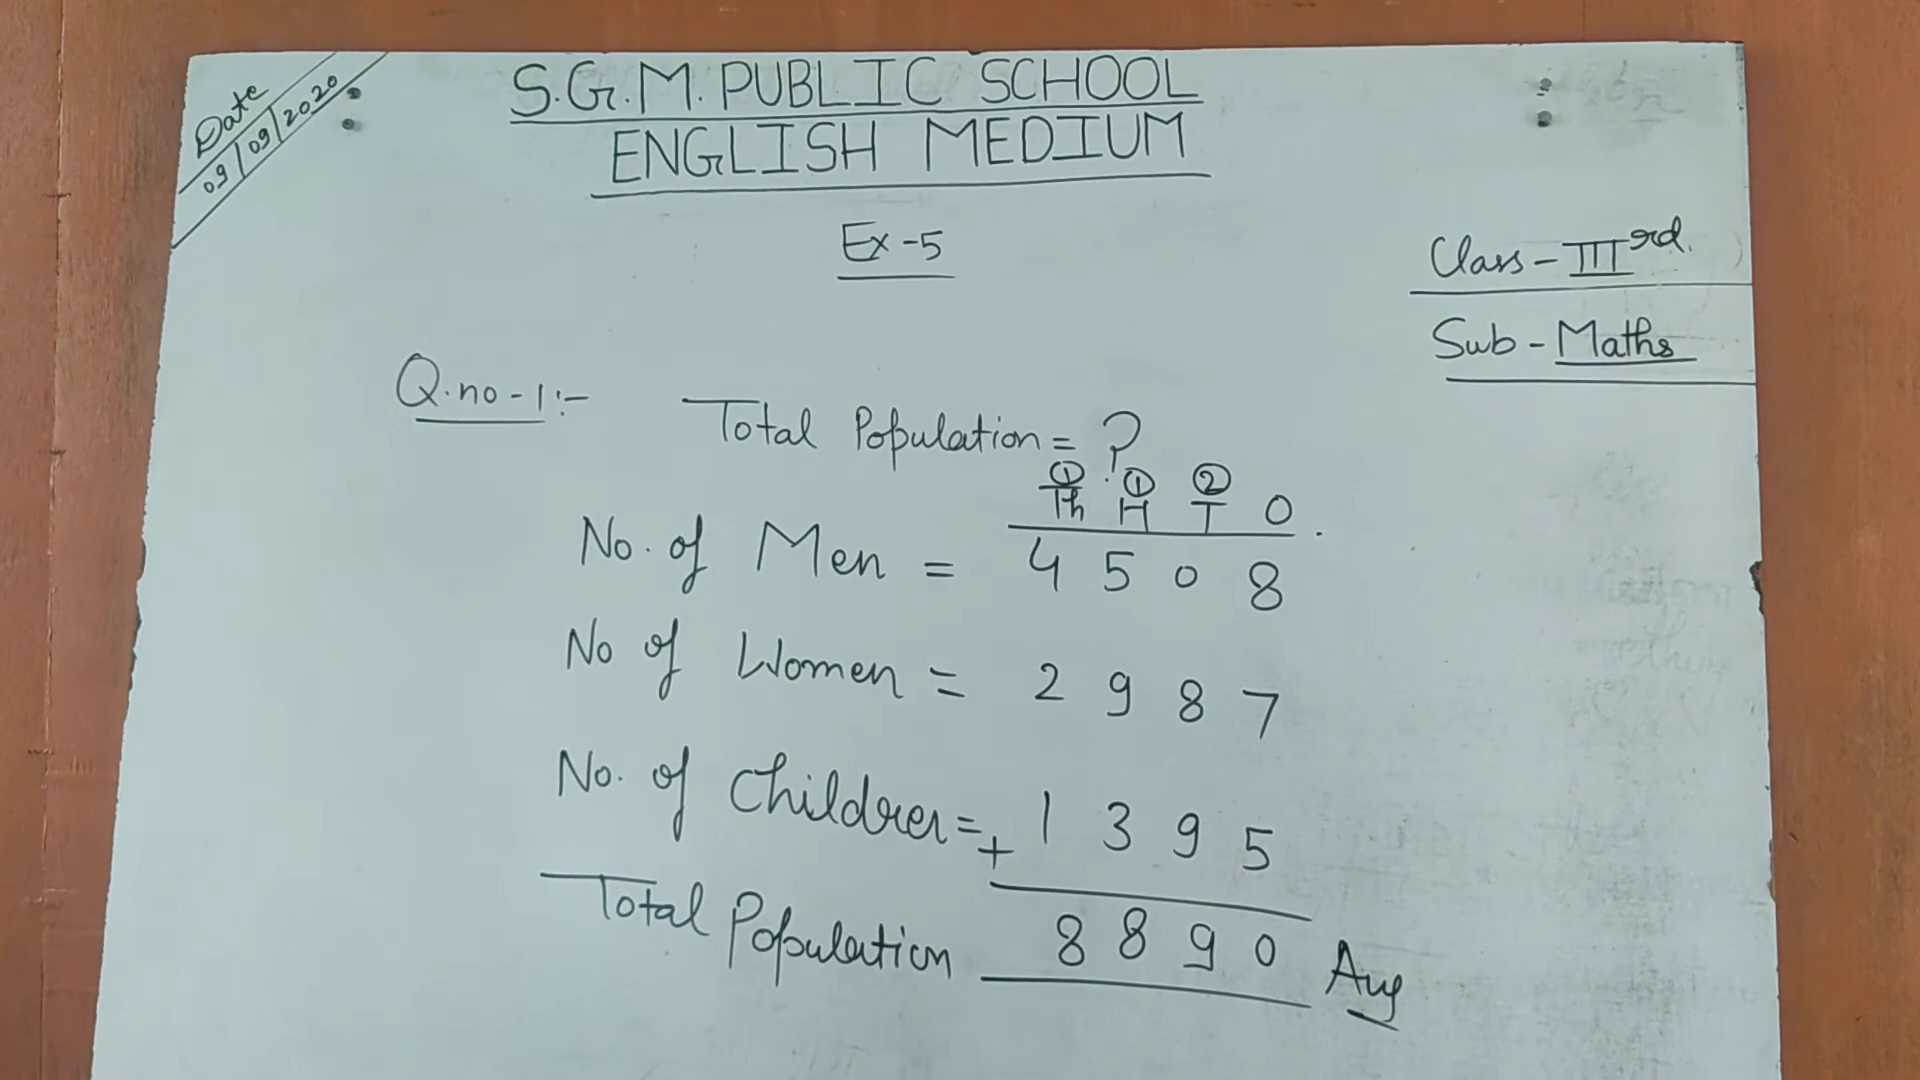 Date
09/09/2020
S.G.M. PUBLIC SCHOOL
ENGLISH MEDIUM
Ex-5
Class-IIIrd.
Sub-Maths
Q.no-1:-
Total Population = ?
① ① ②
Th H T O
No. of Men = 4 5 0 8
No of Women = 2 9 8 7
No. of Children = + 1 3 9 5
Total Population 8 8 9 0 Ans